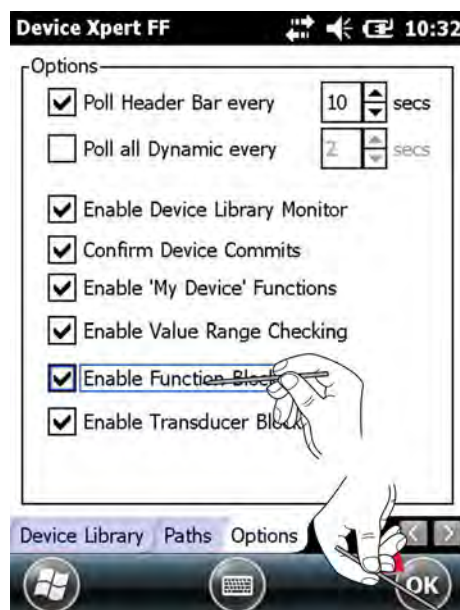 Device Xpert FF 10:32
Options
Poll Header Bar every 10 secs
Poll all Dynamic every 2 secs
Enable Device Library Monitor
Confirm Device Commits
Enable 'My Device' Functions
Enable Value Range Checking
Enable Function Block
Enable Transducer Block
Device Library Paths Options
OK